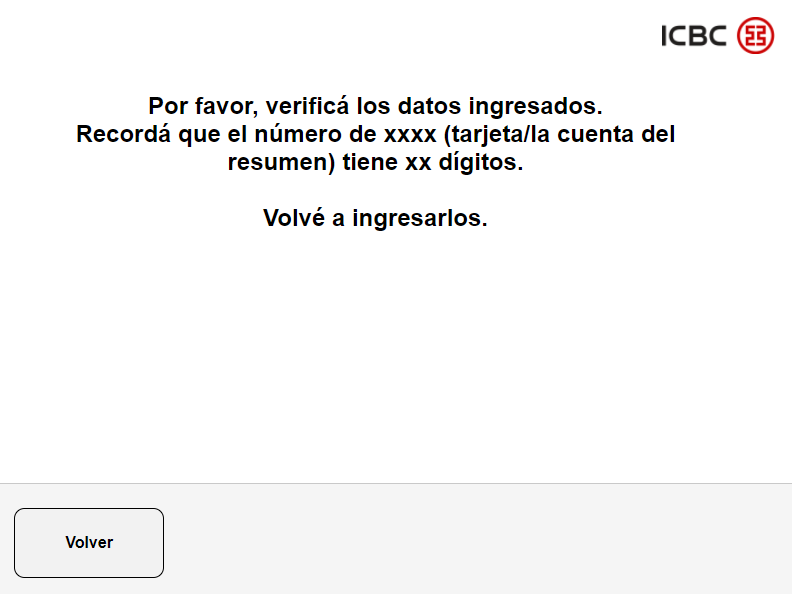 ICBC
Por favor, verificá los datos ingresados.
Recordá que el número de xxxx (tarjeta/la cuenta del
resumen) tiene xx dígitos.
Volvé a ingresarlos.
Volver